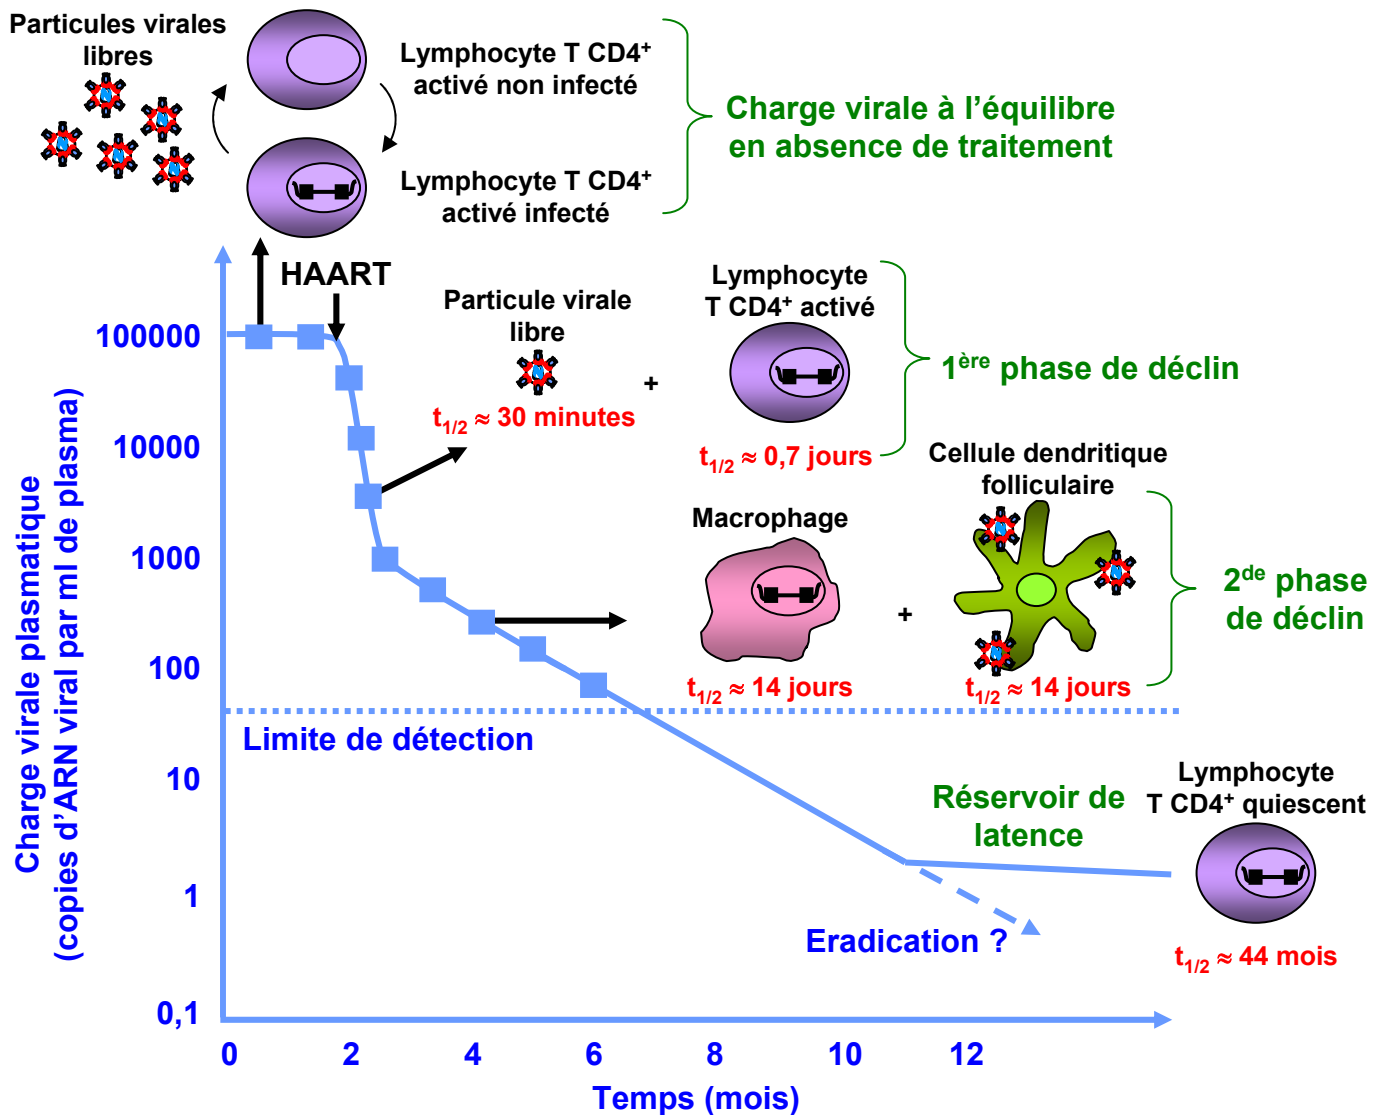 Particules virales
libres
Lymphocyte T CD4+
activé non infecté
Lymphocyte T CD4+
activé infecté
Charge virale à l'équilibre
en absence de traitement
HAART
Particule virale
libre
t1/2 ≈ 30 minutes
+
Lymphocyte
T CD4+ activé
t1/2 ≈ 0,7 jours
1ère phase de déclin
Macrophage
t1/2 ≈ 14 jours
+
Cellule dendritique
folliculaire
t1/2 ≈ 14 jours
2de phase
de déclin
Limite de détection
Réservoir de
latence
Lymphocyte
T CD4+ quiescent
t1/2 ≈ 44 mois
Eradication ?
Charge virale plasmatique
(copies d'ARN viral par ml de plasma)
100000
10000
1000
100
10
1
0,1
0
2
4
6
8
10
12
Temps (mois)